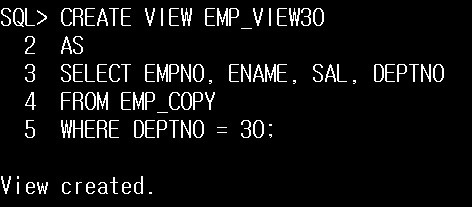 SQL> CREATE VIEW EMP_VIEW30
2 AS
3 SELECT EMPNO, ENAME, SAL, DEPTNO
4 FROM EMP_COPY
5 WHERE DEPTNO = 30;
View created.